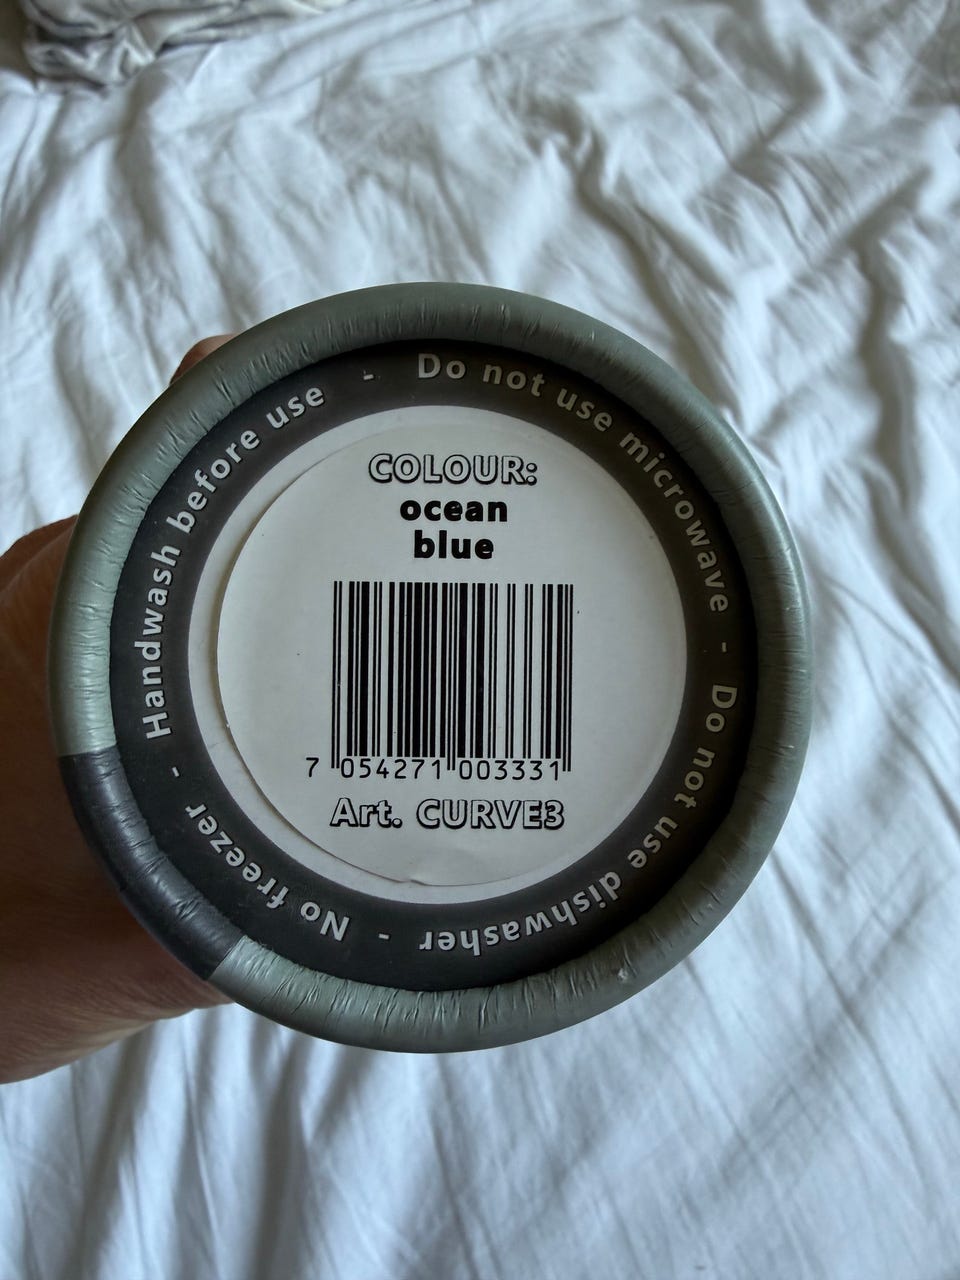 Handwash before use - Do not use microwave - Do not use dishwasher - No freezer -
COLOUR:
ocean
blue
7 054271 003331
Art. CURVE3